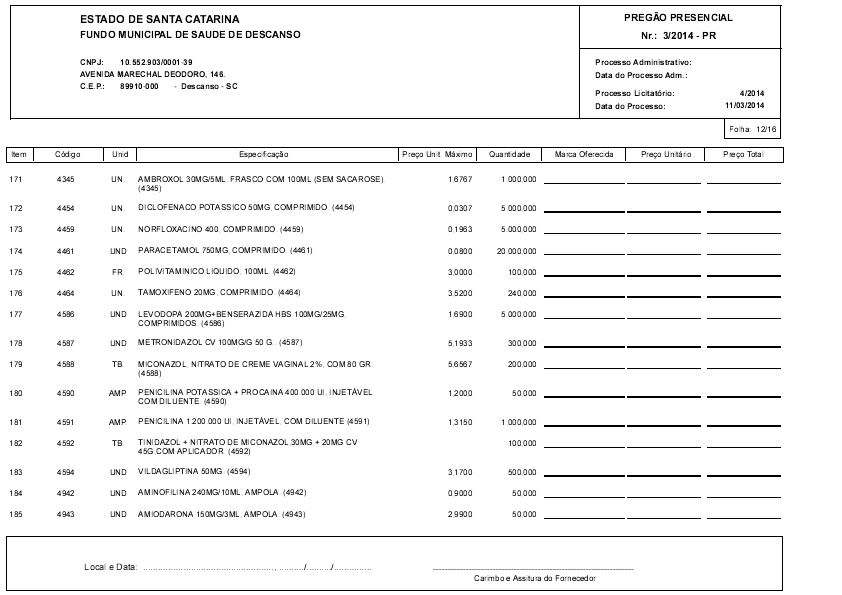 ESTADO DE SANTA CATARINA
FUNDO MUNICIPAL DE SAUDE DE DESCANSO
CNPJ: 10.552.903/0001-39
AVENIDA MARECHAL DEODORO, 146.
C.E.P.: 89910-000 - Descanso - SC
PREGÃO PRESENCIAL
Nr.: 3/2014 - PR
Processo Administrativo:
Data do Processo Adm.:
Processo Licitatório: 4/2014
Data do Processo: 11/03/2014
Folha: 12/16
Item Código Unid Especificação Preço Unit. Máximo Quantidade Marca Oferecida Preço Unitário Preço Total
171 4345 UN. AMBROXOL 30MG/5ML, FRASCO COM 100ML (SEM SACAROSE). 1,6767 1.000,000
(4345)
172 4454 UN. DICLOFENACO POTASSICO 50MG, COMPRIMIDO. (4454) 0,0307 5.000,000
173 4459 UN. NORFLOXACINO 400, COMPRIMIDO. (4459) 0,1963 5.000,000
174 4461 UND PARACETAMOL 750MG, COMPRIMIDO. (4461) 0,0800 20.000,000
175 4462 FR. POLIVITAMINICO LIQUIDO, 100ML. (4462) 3,0000 100,000
176 4464 UN. TAMOXIFENO 20MG, COMPRIMIDO. (4464) 3,5200 240,000
177 4586 UND LEVODOPA 200MG+BENSERAZIDA HBS 100MG/25MG, 1,6900 5.000,000
COMPRIMIDOS. (4586)
178 4587 UND METRONIDAZOL CV 100MG/G 50 G.. (4587) 5,1933 300,000
179 4588 TB. MICONAZOL, NITRATO DE CREME VAGINAL 2%, COM 80 GR. 5,6567 200,000
(4588)
180 4590 AMP. PENICILINA POTASSICA + PROCAINA 400.000 UI, INJETÁVEL 1,2000 50,000
COM DILUENTE. (4590)
181 4591 AMP. PENICILINA 1.200.000 UI, INJETÁVEL, COM DILUENTE (4591) 1,3150 1.000,000
182 4592 TB. TINIDAZOL + NITRATO DE MICONAZOL 30MG + 20MG CV 100,000
45G,COM APLICADOR. (4592)
183 4594 UND VILDAGLIPTINA 50MG. (4594) 3,1700 500,000
184 4942 UND AMINOFILINA 240MG/10ML, AMPOLA. (4942) 0,9000 50,000
185 4943 UND AMIODARONA 150MG/3ML, AMPOLA. (4943) 2,9900 50,000
Local e Data: ................................................, ........./........./..............
Carimbo e Assitura do Fornecedor